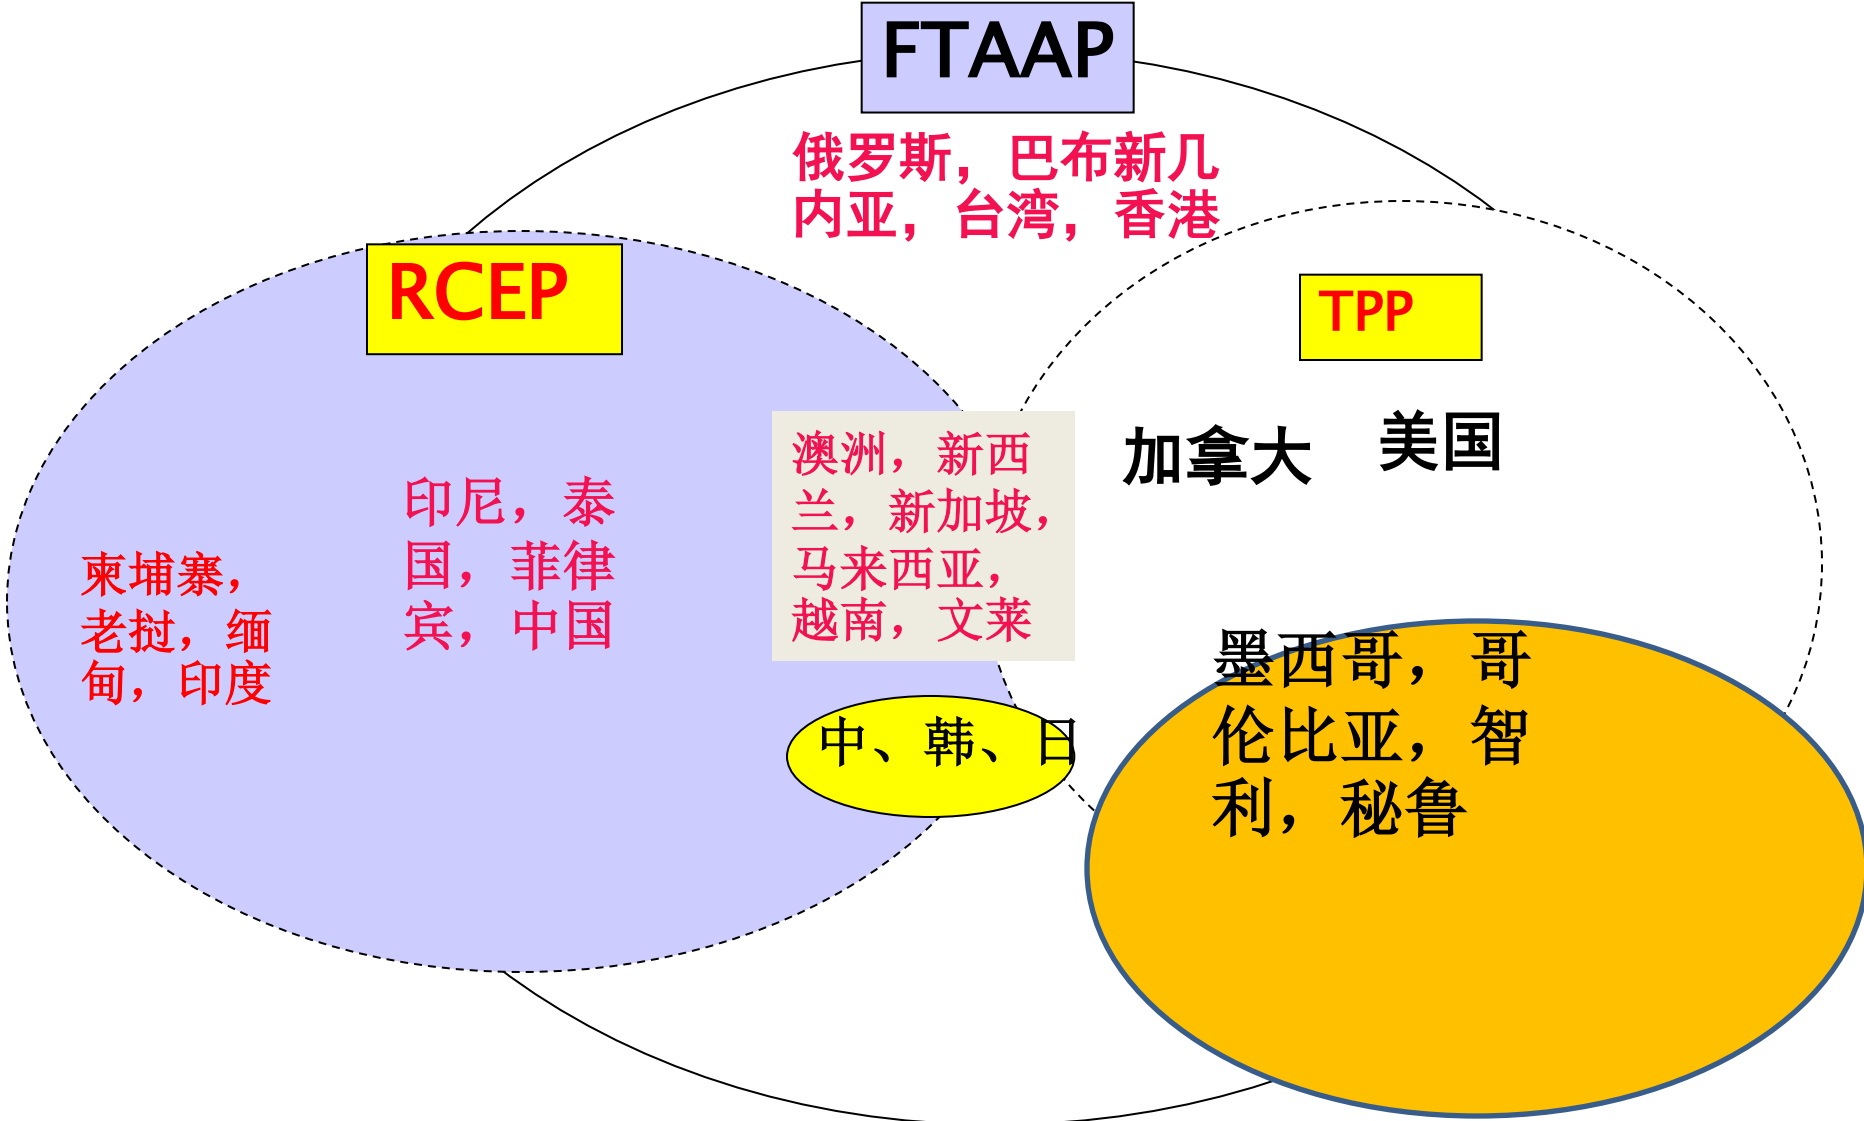 FTAAP
俄罗斯，巴布新几
内亚，台湾，香港
RCEP
TPP
加拿大
美国
澳洲，新西
兰，新加坡，
马来西亚，
越南，文莱
印尼，泰
国，菲律
宾，中国
柬埔寨，
老挝，缅
甸，印度
墨西哥，哥
伦比亚，智
利，秘鲁
中、韩、日